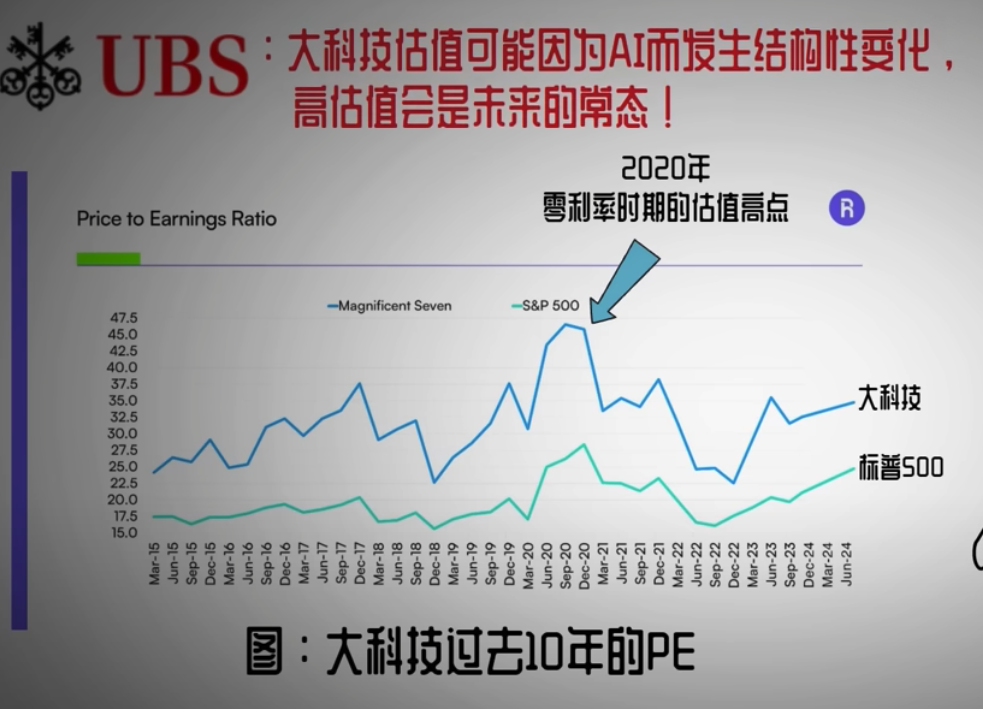 UBS：大科技估值可能因为AI而发生结构性变化，
高估值会是未来的常态！
2020年
零利率时期的估值高点
Price to Earnings Ratio
R
Magnificent Seven
S&P 500
47.5
45.0
42.5
40.0
37.5
35.0
32.5
30.0
27.5
25.0
22.5
20.0
17.5
15.0
大科技
标普500
Mar-15
Jun-15
Sep-15
Dec-15
Mar-16
Jun-16
Sep-16
Dec-16
Mar-17
Jun-17
Sep-17
Dec-17
Mar-18
Jun-18
Sep-18
Dec-18
Mar-19
Jun-19
Sep-19
Dec-19
Mar-20
Jun-20
Sep-20
Dec-20
Mar-21
Jun-21
Sep-21
Dec-21
Mar-22
Jun-22
Sep-22
Dec-22
Mar-23
Jun-23
Sep-23
Dec-23
Mar-24
Jun-24
图：大科技过去10年的PE